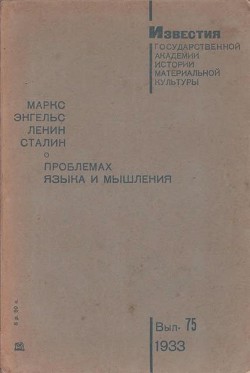 Известия
ГОСУДАРСТВЕННОЙ
АКАДЕМИИ
ИСТОРИИ
МАТЕРИАЛЬНОЙ
КУЛЬТУРЫ
МАРКС
ЭНГЕЛЬС
ЛЕНИН
СТАЛИН
О
ПРОБЛЕМАХ
ЯЗЫКА И МЫШЛЕНИЯ
Вып. 75
1933